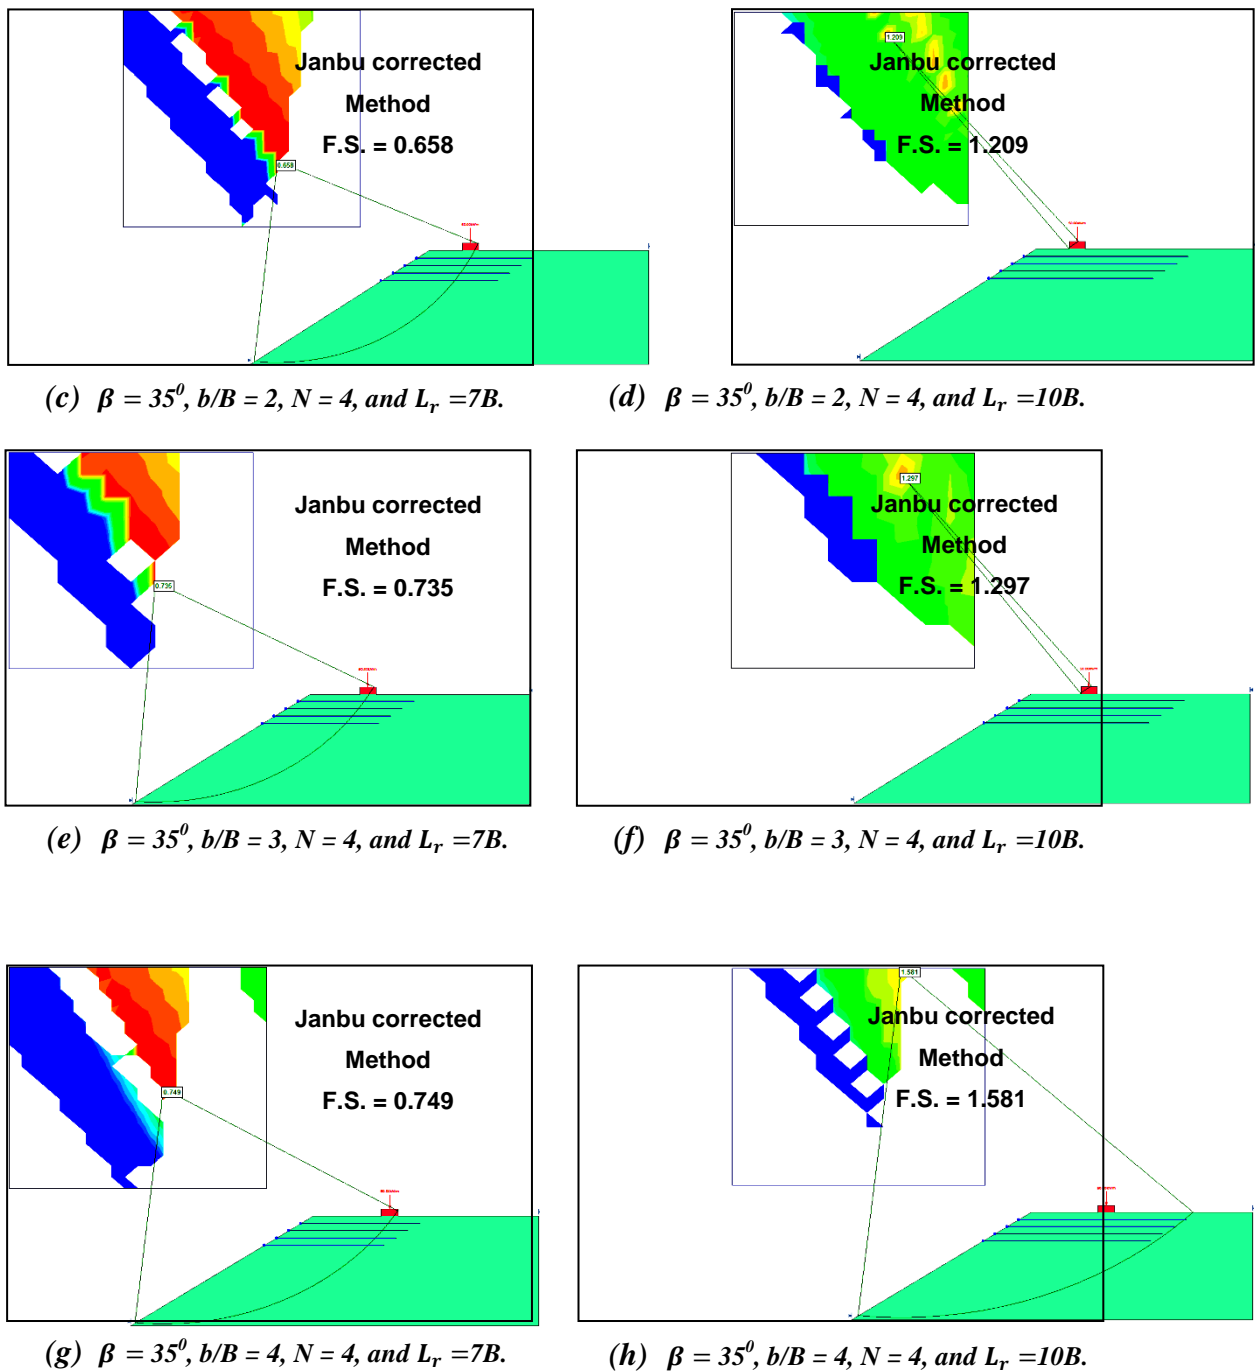 0.658
Janbu corrected
Method
F.S. = 0.658
1.209
Janbu corrected
Method
F.S. = 1.209
(c) β = 35⁰, b/B = 2, N = 4, and Lᵣ =7B.
(d) β = 35⁰, b/B = 2, N = 4, and Lᵣ =10B.
0.735
Janbu corrected
Method
F.S. = 0.735
1.297
Janbu corrected
Method
F.S. = 1.297
(e) β = 35⁰, b/B = 3, N = 4, and Lᵣ =7B.
(f) β = 35⁰, b/B = 3, N = 4, and Lᵣ =10B.
0.749
Janbu corrected
Method
F.S. = 0.749
1.581
Janbu corrected
Method
F.S. = 1.581
(g) β = 35⁰, b/B = 4, N = 4, and Lᵣ =7B.
(h) β = 35⁰, b/B = 4, N = 4, and Lᵣ =10B.